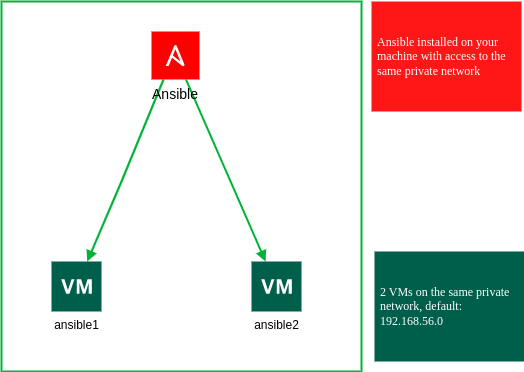 Ansible installed on your
machine with access to the
same private network
Ansible
VM
VM
ansible1
ansible2
2 VMs on the same private
network, default:
192.168.56.0